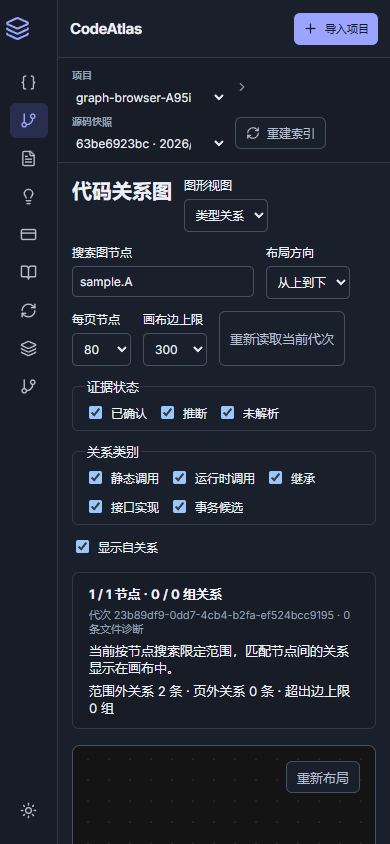 CodeAtlas
导入项目
项目
graph-browser-A95i
源码快照
63be6923bc · 2026/
重建索引
代码关系图
图形视图
类型关系
搜索图节点
布局方向
sample.A
从上到下
每页节点
画布边上限
80
300
重新读取当前代次
证据状态
已确认
推断
未解析
关系类别
静态调用
运行时调用
继承
接口实现
事务候选
显示自关系
1 / 1 节点 · 0 / 0 组关系
代次 23b89df9-0dd7-4cb4-b2fa-ef524bcc9195 · 0
条文件诊断
当前按节点搜索限定范围，匹配节点间的关系
显示在画布中。
范围外关系 2 条 · 页外关系 0 条 · 超出边上限
0 组
重新布局